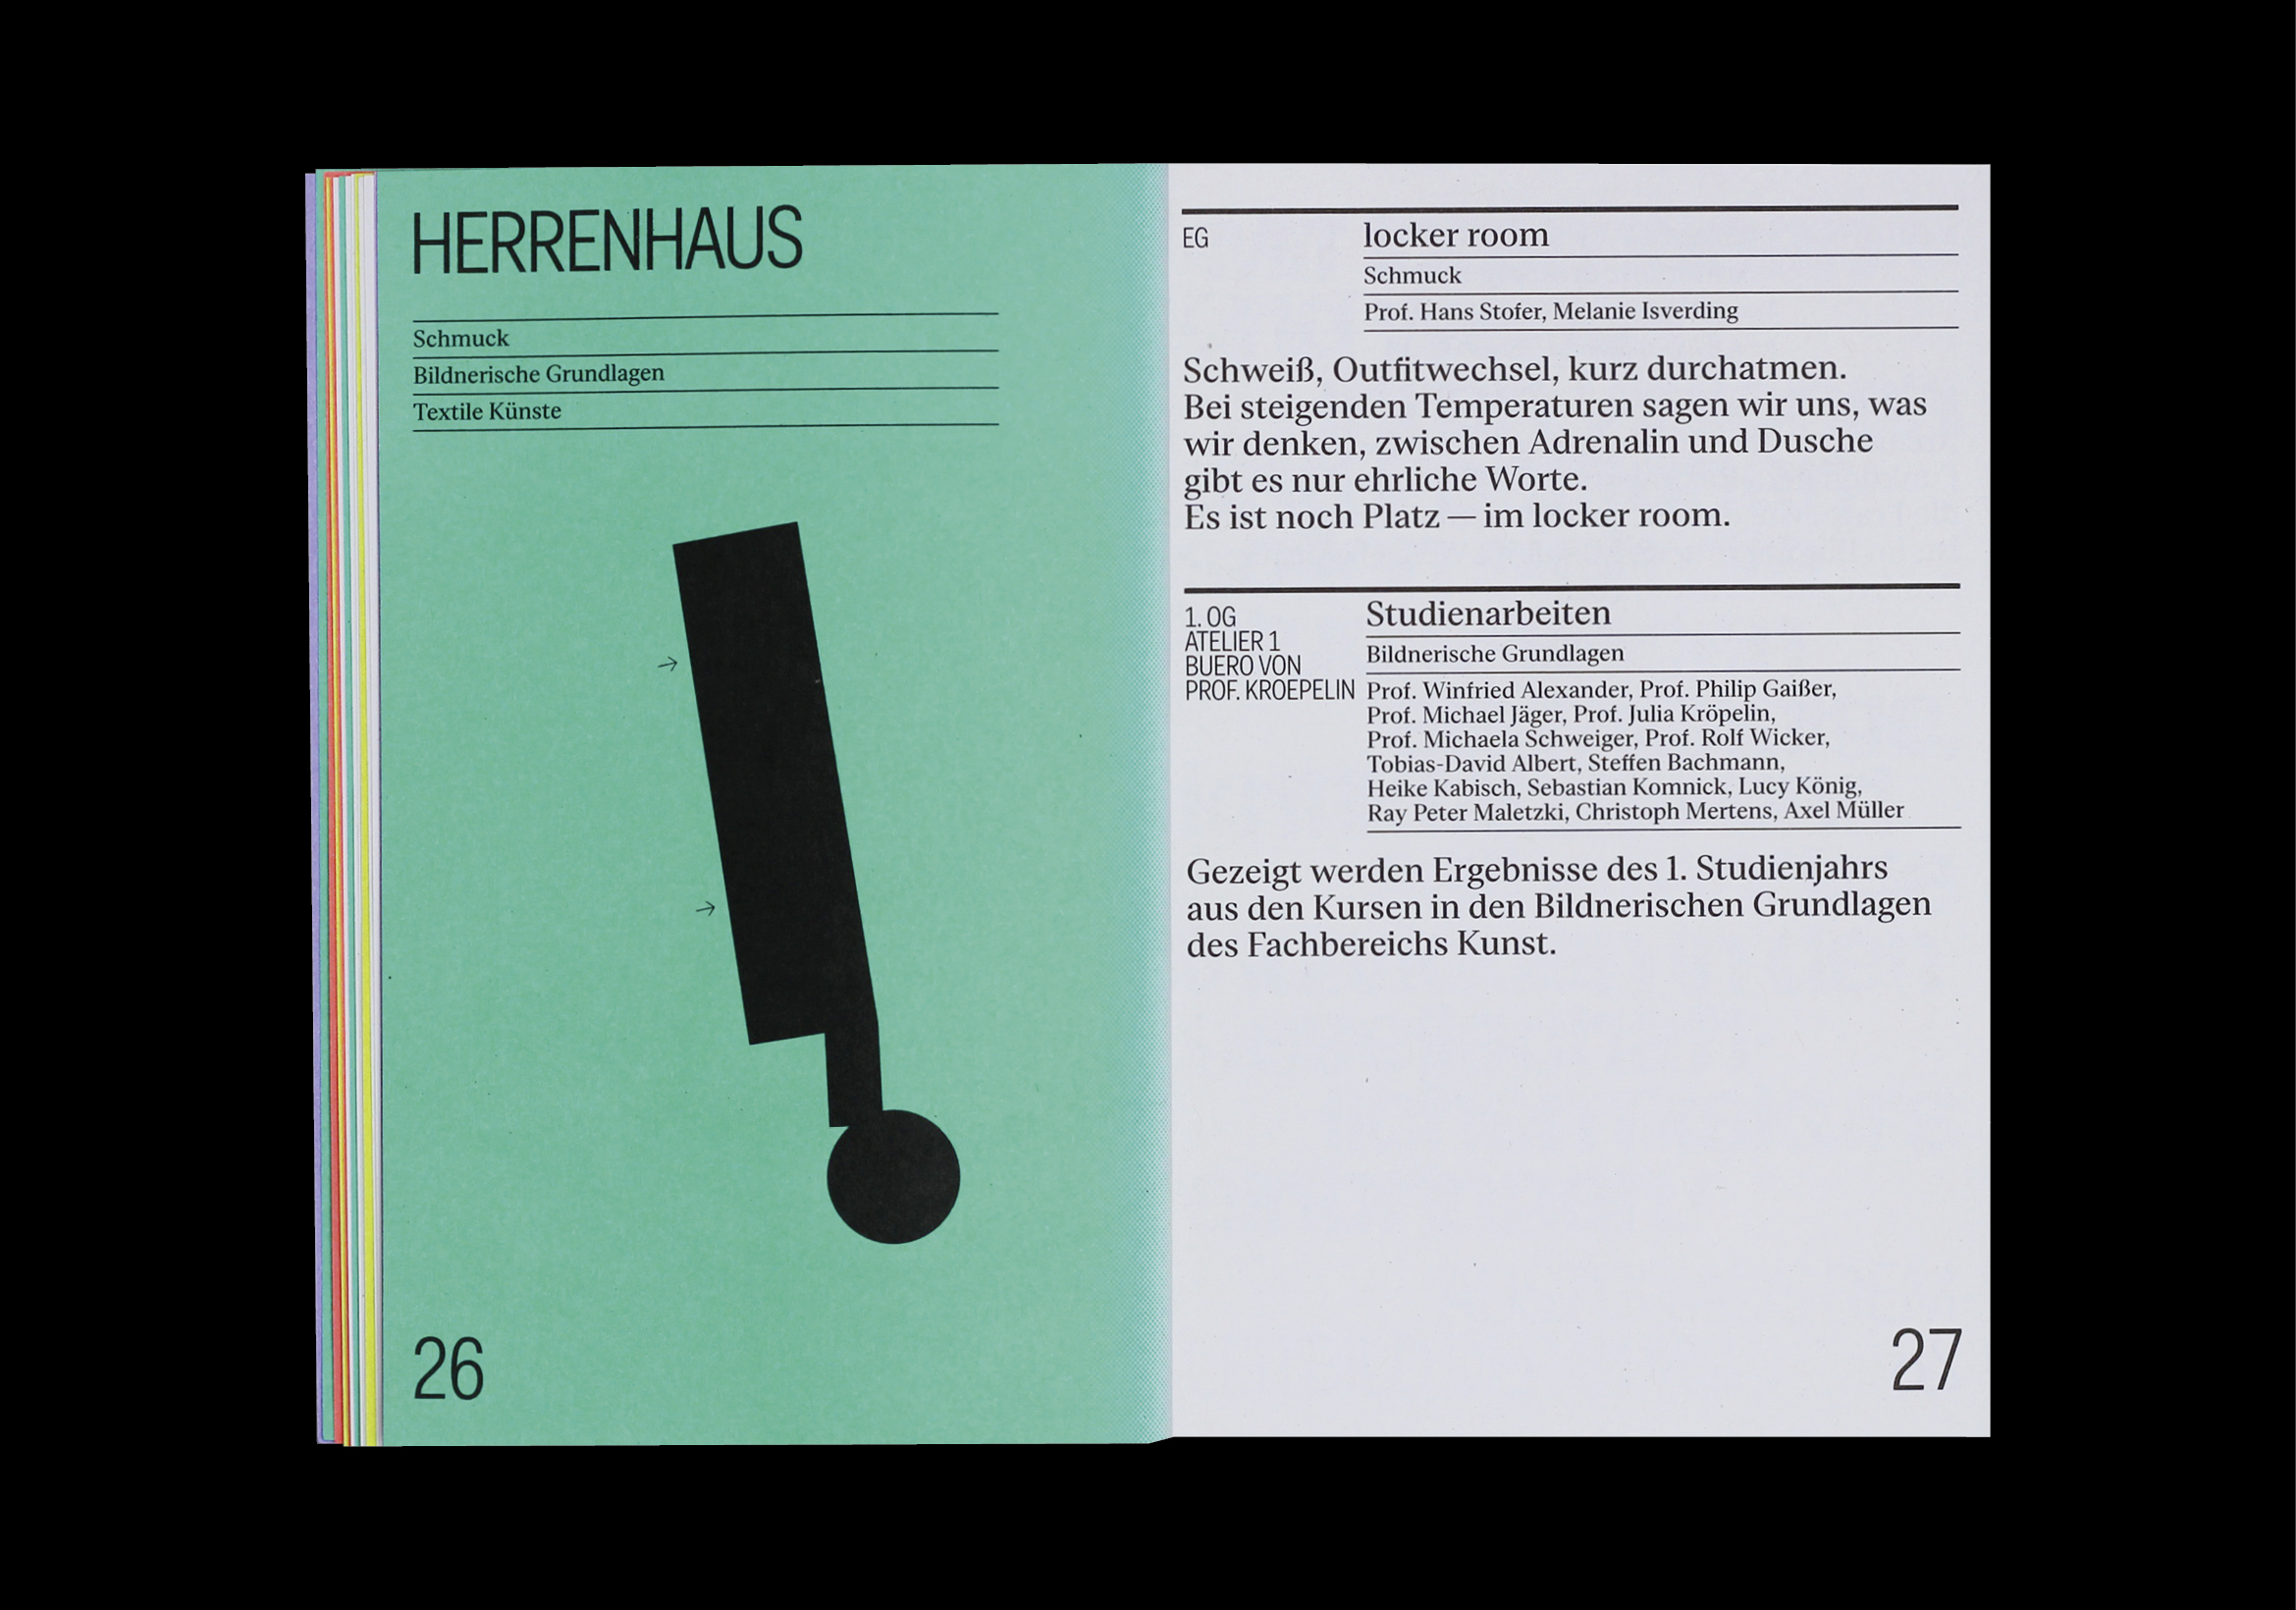 HERRENHAUS
Schmuck
Bildnerische Grundlagen
Textile Künste
26
EG
locker room
Schmuck
Prof. Hans Stofer, Melanie Isverding
Schweiß, Outfitwechsel, kurz durchatmen.
Bei steigenden Temperaturen sagen wir uns, was
wir denken, zwischen Adrenalin und Dusche
gibt es nur ehrliche Worte.
Es ist noch Platz — im locker room.
1. OG
ATELIER 1
BUERO VON
PROF. KROEPELIN
Studienarbeiten
Bildnerische Grundlagen
Prof. Winfried Alexander, Prof. Philip Gaißer,
Prof. Michael Jäger, Prof. Julia Kröpelin,
Prof. Michaela Schweiger, Prof. Rolf Wicker,
Tobias-David Albert, Steffen Bachmann,
Heike Kabisch, Sebastian Komnick, Lucy König,
Ray Peter Maletzki, Christoph Mertens, Axel Müller
Gezeigt werden Ergebnisse des 1. Studienjahrs
aus den Kursen in den Bildnerischen Grundlagen
des Fachbereichs Kunst.
27